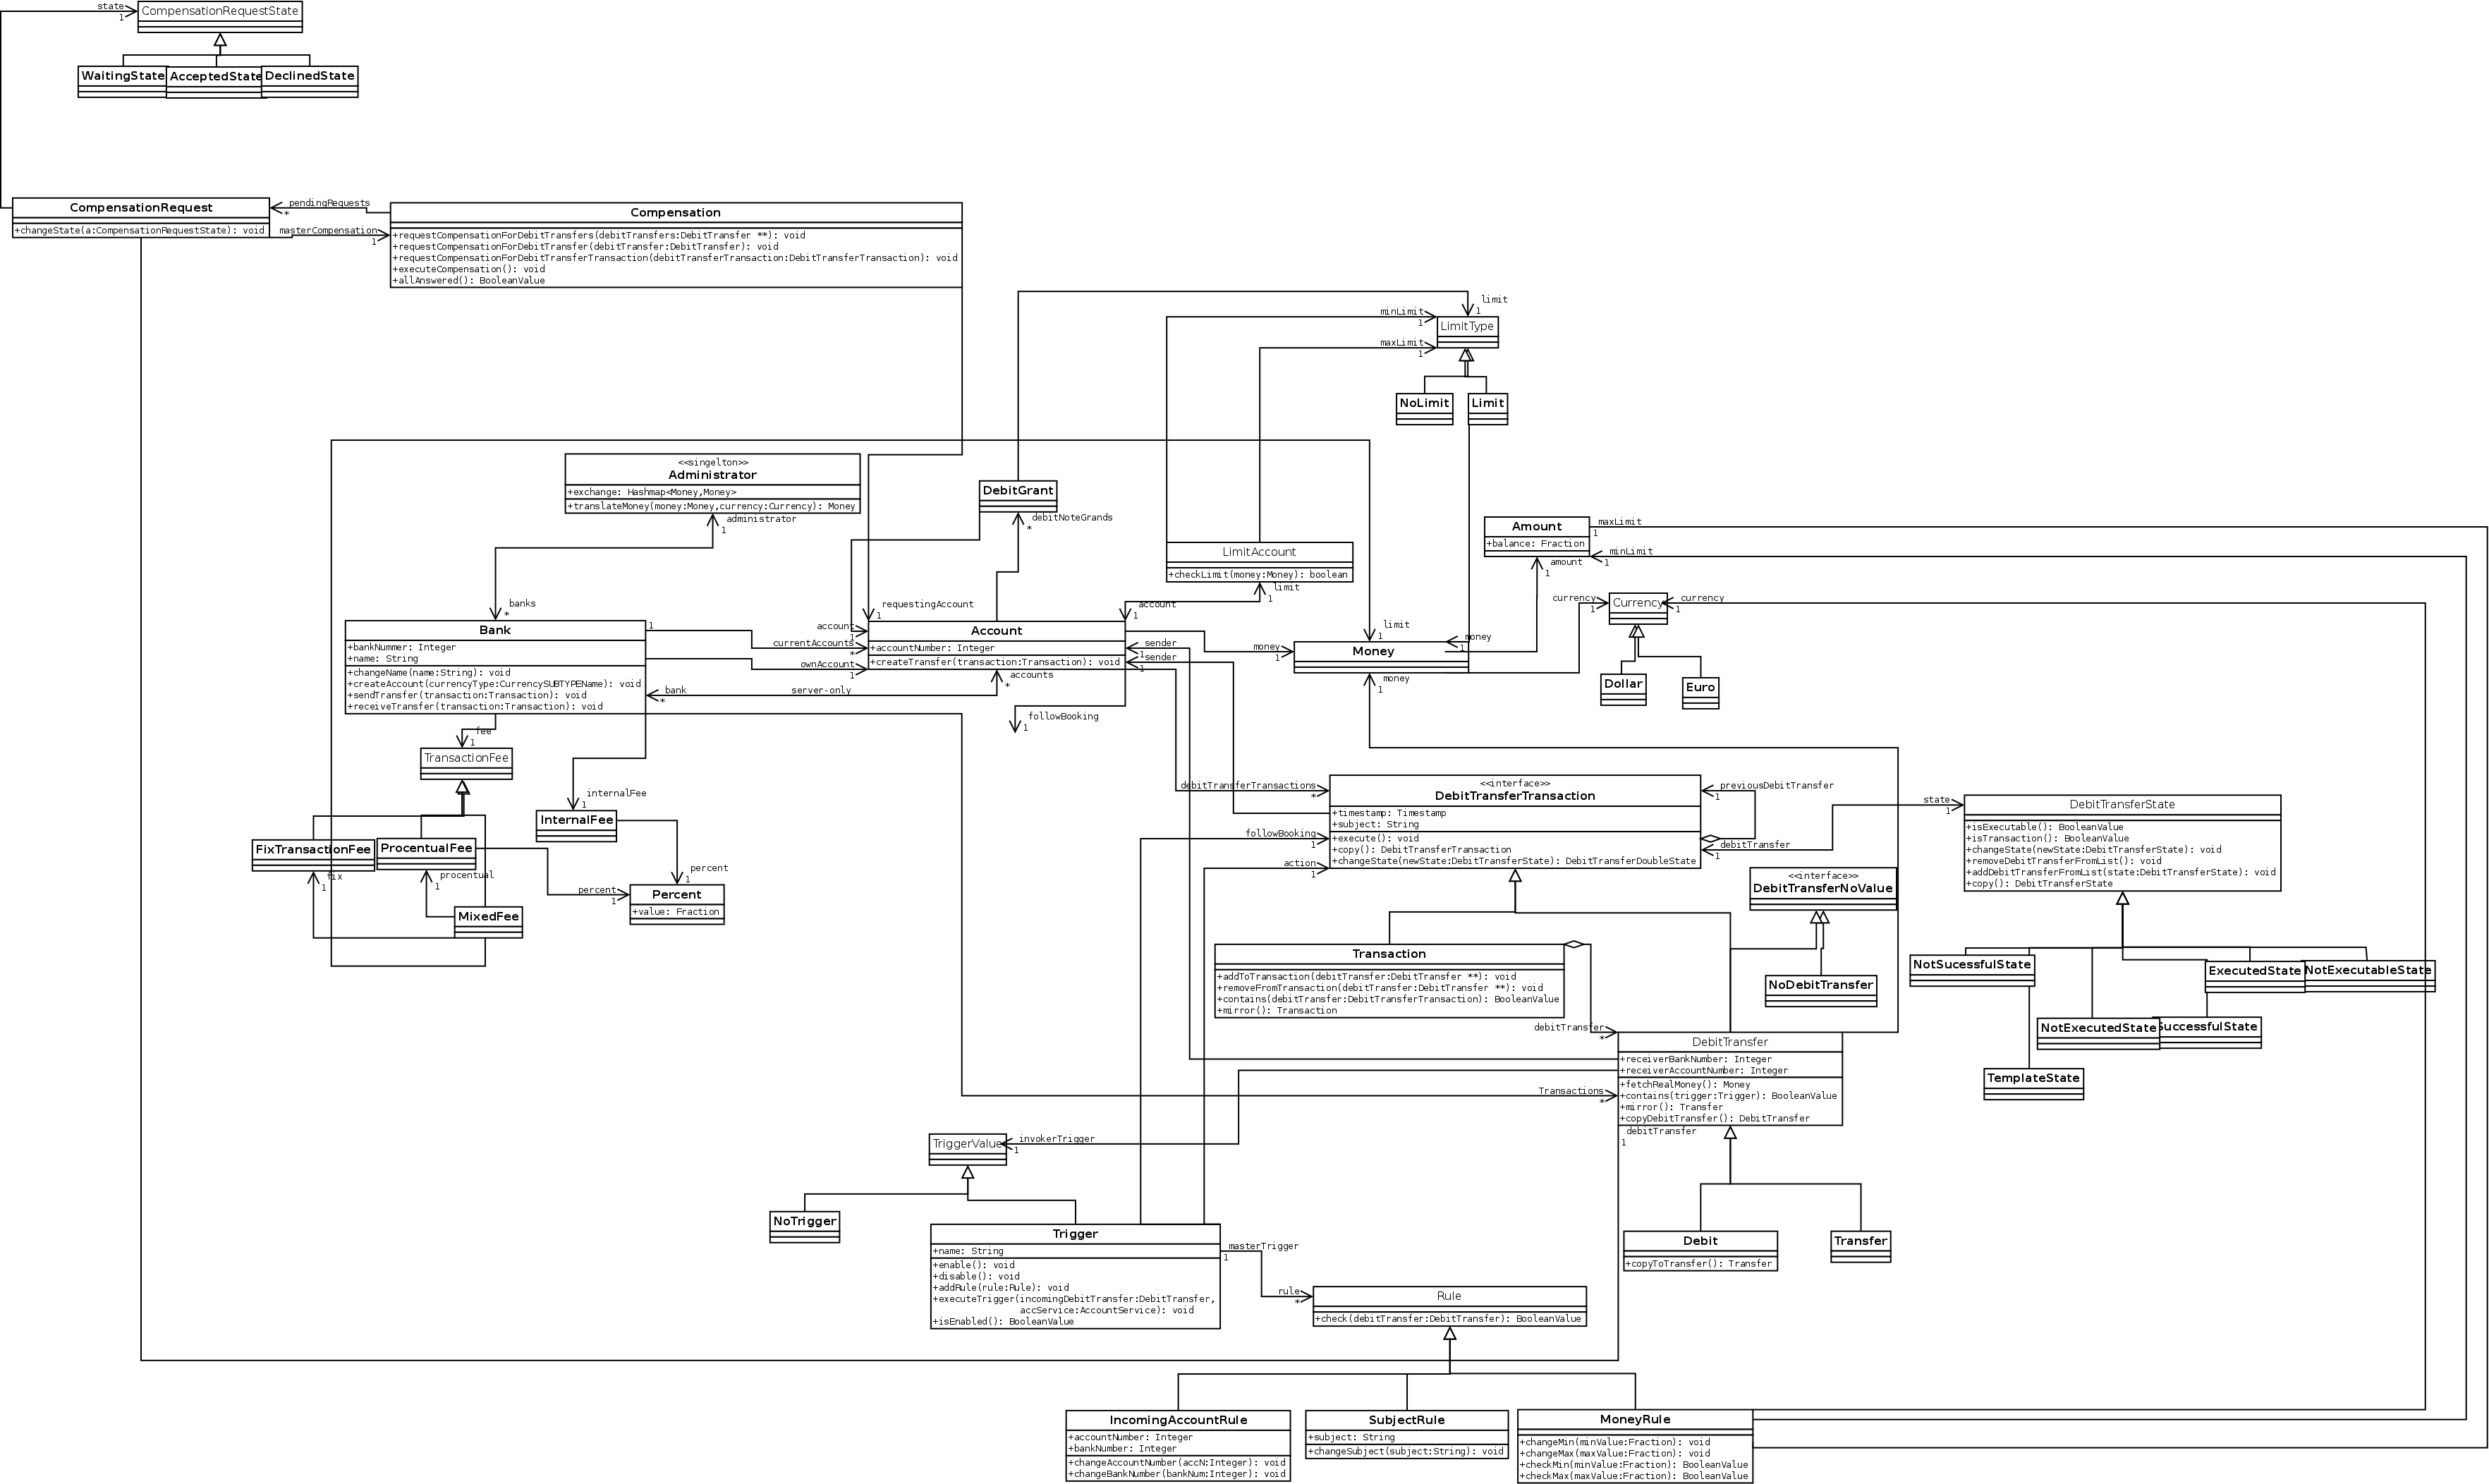 state
1
CompensationRequestState
WaitingState
AcceptedState
DeclinedState
CompensationRequest
+changeState(a:CompensationRequestState): void
pendingRequests
*
masterCompensation
1
Compensation
+requestCompensationForDebitTransfers(debitTransfers:DebitTransfer **): void
+requestCompensationForDebitTransfer(debitTransfer:DebitTransfer): void
+requestCompensationForDebitTransferTransaction(debitTransferTransaction:DebitTransferTransaction): void
+executeCompensation(): void
+allAnswered(): BooleanValue
limit
1
minLimit
1
LimitType
maxLimit
1
NoLimit
Limit
<<singelton>>
Administrator
+exchange: Hashmap<Money,Money>
+translateMoney(money:Money,currency:Currency): Money
administrator
1
DebitGrant
debitNoteGrands
*
LimitAccount
+checkLimit(money:Money): boolean
limit
1
Amount
+balance: Fraction
maxLimit
1
minLimit
1
amount
1
currency
1
Currency
currency
1
Dollar
Euro
banks
*
Bank
+bankNummer: Integer
+name: String
+changeName(name:String): void
+createAccount(currencyType:CurrencySUBTYPEName): void
+sendTransfer(transaction:Transaction): void
+receiveTransfer(transaction:Transaction): void
1
requestingAccount
1
account
1
account
1
currentAccounts
*
ownAccount
1
bank
*
server-only
Account
+accountNumber: Integer
+createTransfer(transaction:Transaction): void
sender
1
sender
1
accounts
*
followBooking
1
money
1
limit
1
money
1
Money
money
1
fee
1
TransactionFee
internalFee
1
InternalFee
FixTransactionFee
ProcentualFee
fix
1
procentual
1
MixedFee
percent
1
percent
1
Percent
+value: Fraction
debitTransferTransactions
*
followBooking
1
action
1
<<interface>>
DebitTransferTransaction
+timestamp: Timestamp
+subject: String
+execute(): void
+copy(): DebitTransferTransaction
+changeState(newState:DebitTransferState): DebitTransferDoubleState
previousDebitTransfer
1
debitTransfer
1
state
1
DebitTransferState
+isExecutable(): BooleanValue
+isTransaction(): BooleanValue
+changeState(newState:DebitTransferState): void
+removeDebitTransferFromList(): void
+addDebitTransferFromList(state:DebitTransferState): void
+copy(): DebitTransferState
<<interface>>
DebitTransferNoValue
NoDebitTransfer
Transaction
+addToTransaction(debitTransfer:DebitTransfer **): void
+removeFromTransaction(debitTransfer:DebitTransfer **): void
+contains(debitTransfer:DebitTransferTransaction): BooleanValue
+mirror(): Transaction
NotSucessfulState
ExecutedState
NotExecutableState
NotExecutedState
SuccessfulState
TemplateState
debitTransfer
*
Transactions
*
DebitTransfer
+receiverBankNumber: Integer
+receiverAccountNumber: Integer
+fetchRealMoney(): Money
+contains(trigger:Trigger): BooleanValue
+mirror(): Transfer
+copyDebitTransfer(): DebitTransfer
debitTransfer
1
TriggerValue
invokerTrigger
1
NoTrigger
Trigger
+name: String
+enable(): void
+disable(): void
+addRule(rule:Rule): void
+executeTrigger(incomingDebitTransfer:DebitTransfer,
accService:AccountService): void
+isEnabled(): BooleanValue
masterTrigger
1
rule
*
Debit
+copyToTransfer(): Transfer
Transfer
Rule
+check(debitTransfer:DebitTransfer): BooleanValue
IncomingAccountRule
+accountNumber: Integer
+bankNumber: Integer
+changeAccountNumber(accN:Integer): void
+changeBankNumber(bankNum:Integer): void
SubjectRule
+subject: String
+changeSubject(subject:String): void
MoneyRule
+changeMin(minValue:Fraction): void
+changeMax(maxValue:Fraction): void
+checkMin(minValue:Fraction): BooleanValue
+checkMax(maxValue:Fraction): BooleanValue